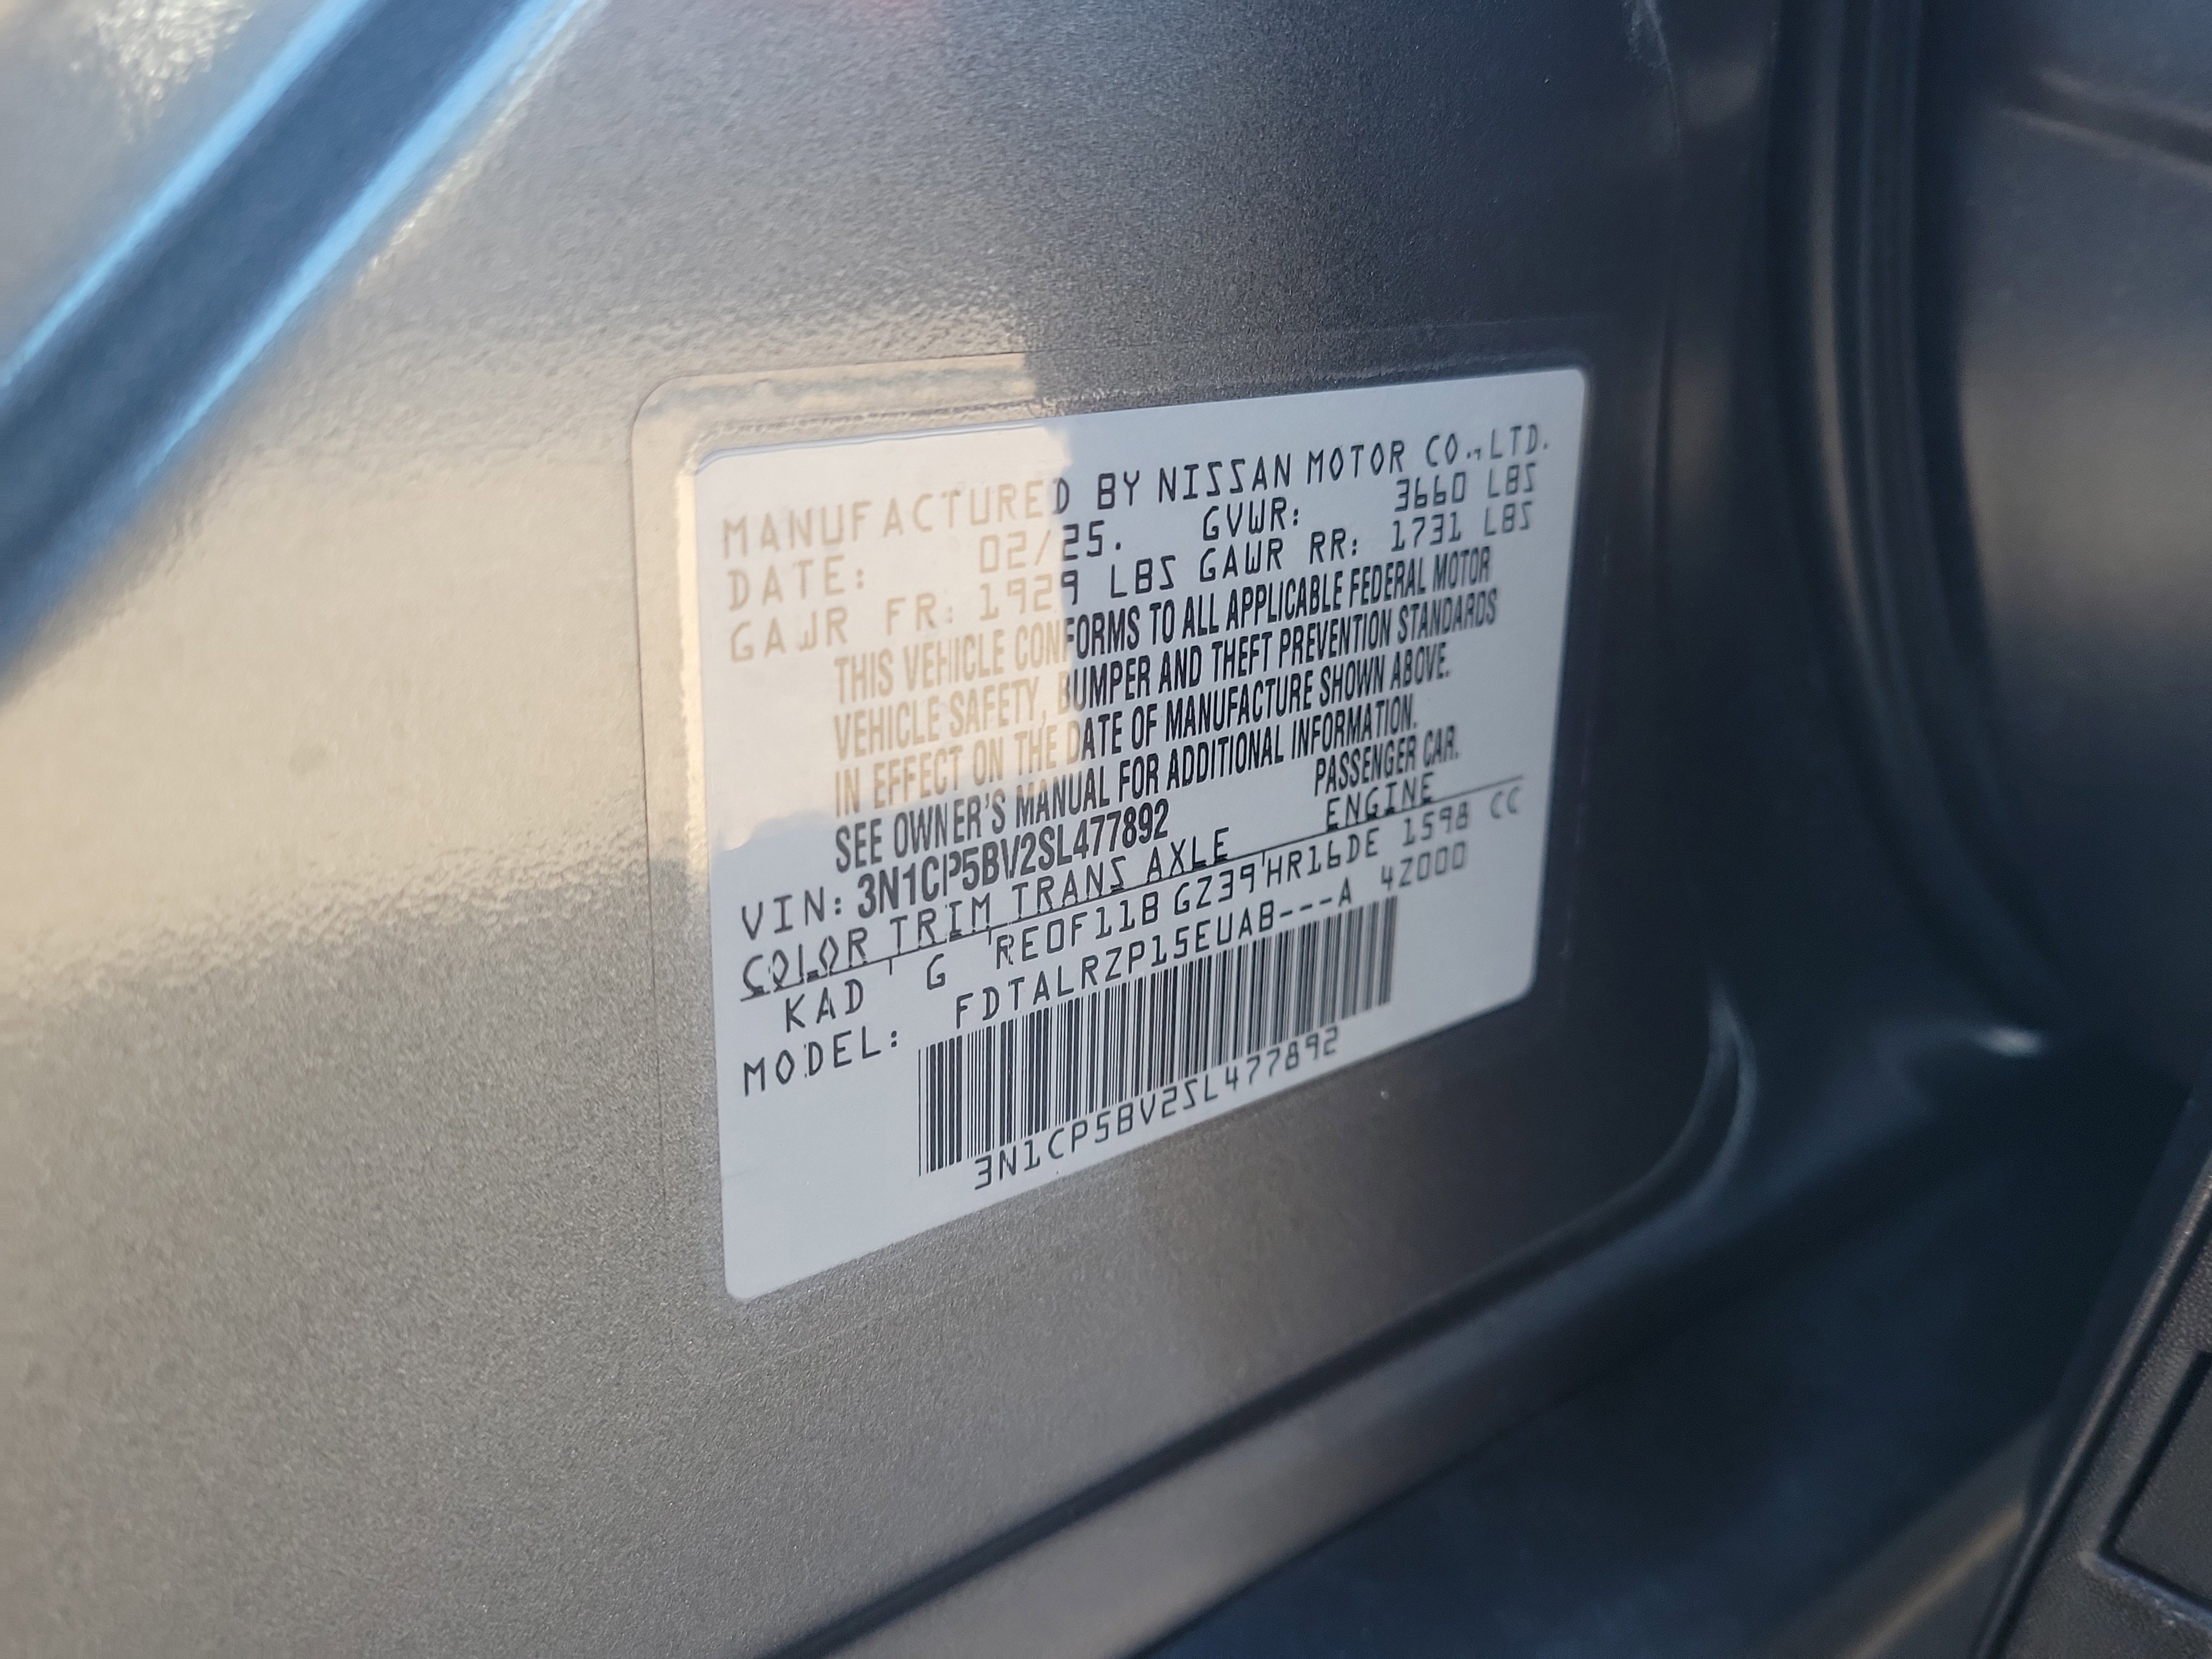 MANUFACTURED BY NISSAN MOTOR CO.,LTD.
DATE: 02/25. GVWR: 3660 LBS
GAWR FR: 1929 LBS GAWR RR: 1731 LBS
THIS VEHICLE CONFORMS TO ALL APPLICABLE FEDERAL MOTOR
VEHICLE SAFETY, BUMPER AND THEFT PREVENTION STANDARDS
IN EFFECT ON THE DATE OF MANUFACTURE SHOWN ABOVE.
SEE OWNER'S MANUAL FOR ADDITIONAL INFORMATION.
VIN: 3N1CP5BV2SL477892 PASSENGER CAR.
COLOR TRIM TRANS AXLE ENGINE
KAD G RE0F11B GZ39 HR16DE 1598 CC
MODEL: FDTALRZP15EUAB---A 4Z000
3N1CP5BV2SL477892